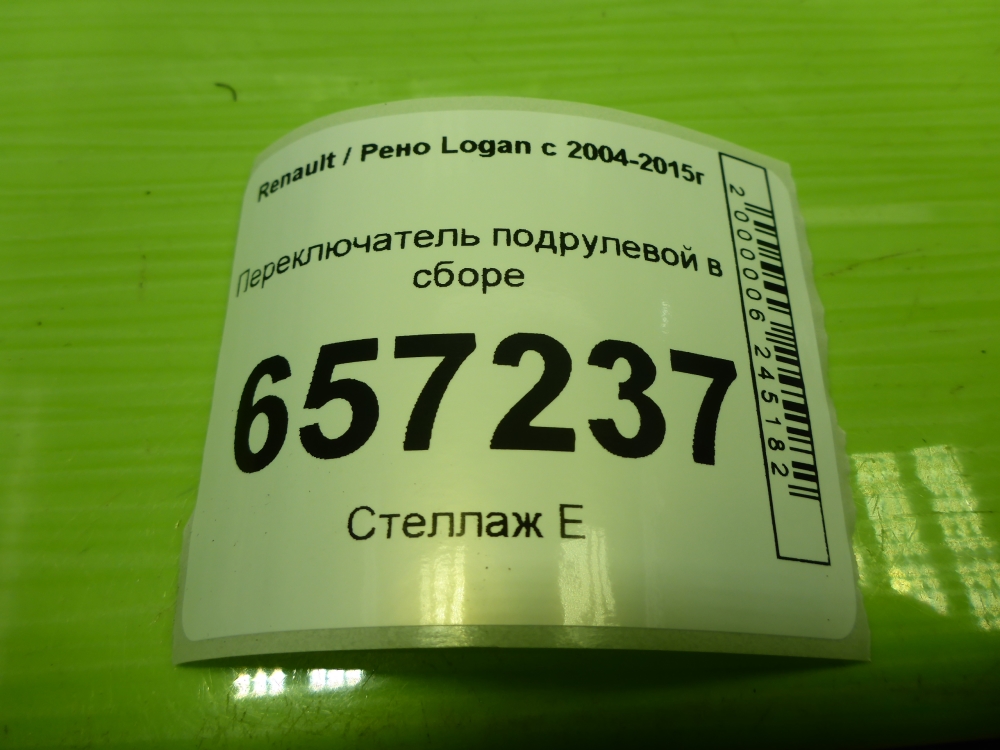 Renault / Рено Logan с 2004-2015г
Переключатель подрулевой в
сборе
657237
Стеллаж Е
2000006245182